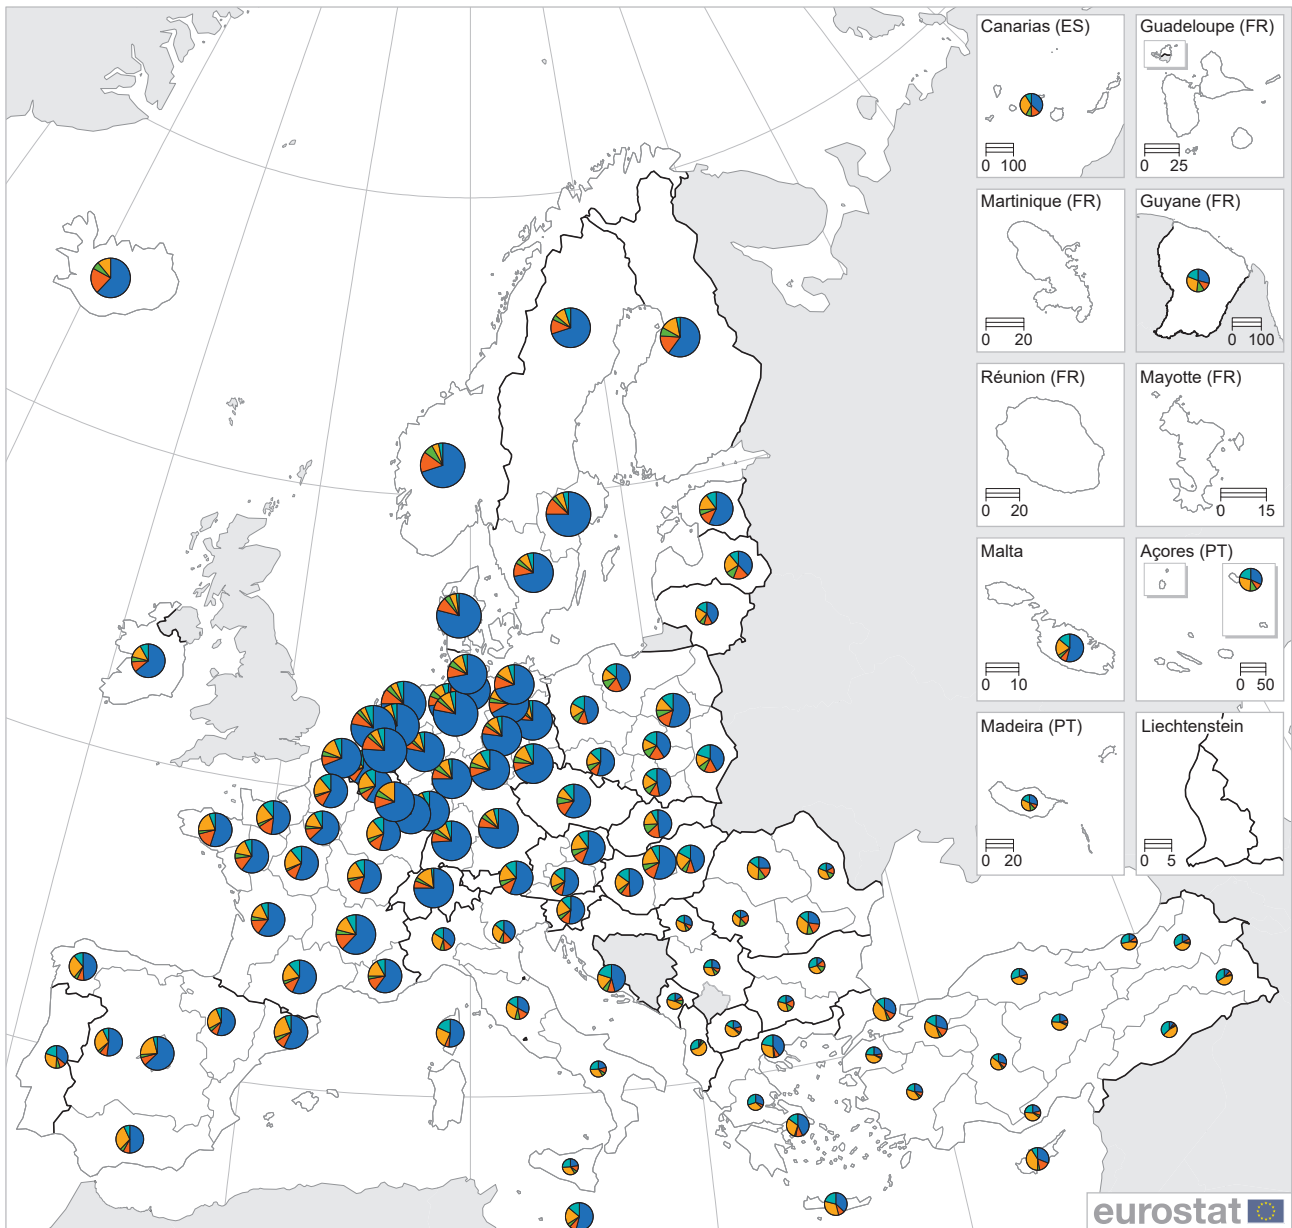 Canarias (ES)
0 100
Guadeloupe (FR)
0 25
Martinique (FR)
0 20
Guyane (FR)
0 100
Réunion (FR)
0 20
Mayotte (FR)
0 15
Malta
0 10
Açores (PT)
0 50
Madeira (PT)
0 20
Liechtenstein
0 5
eurostat